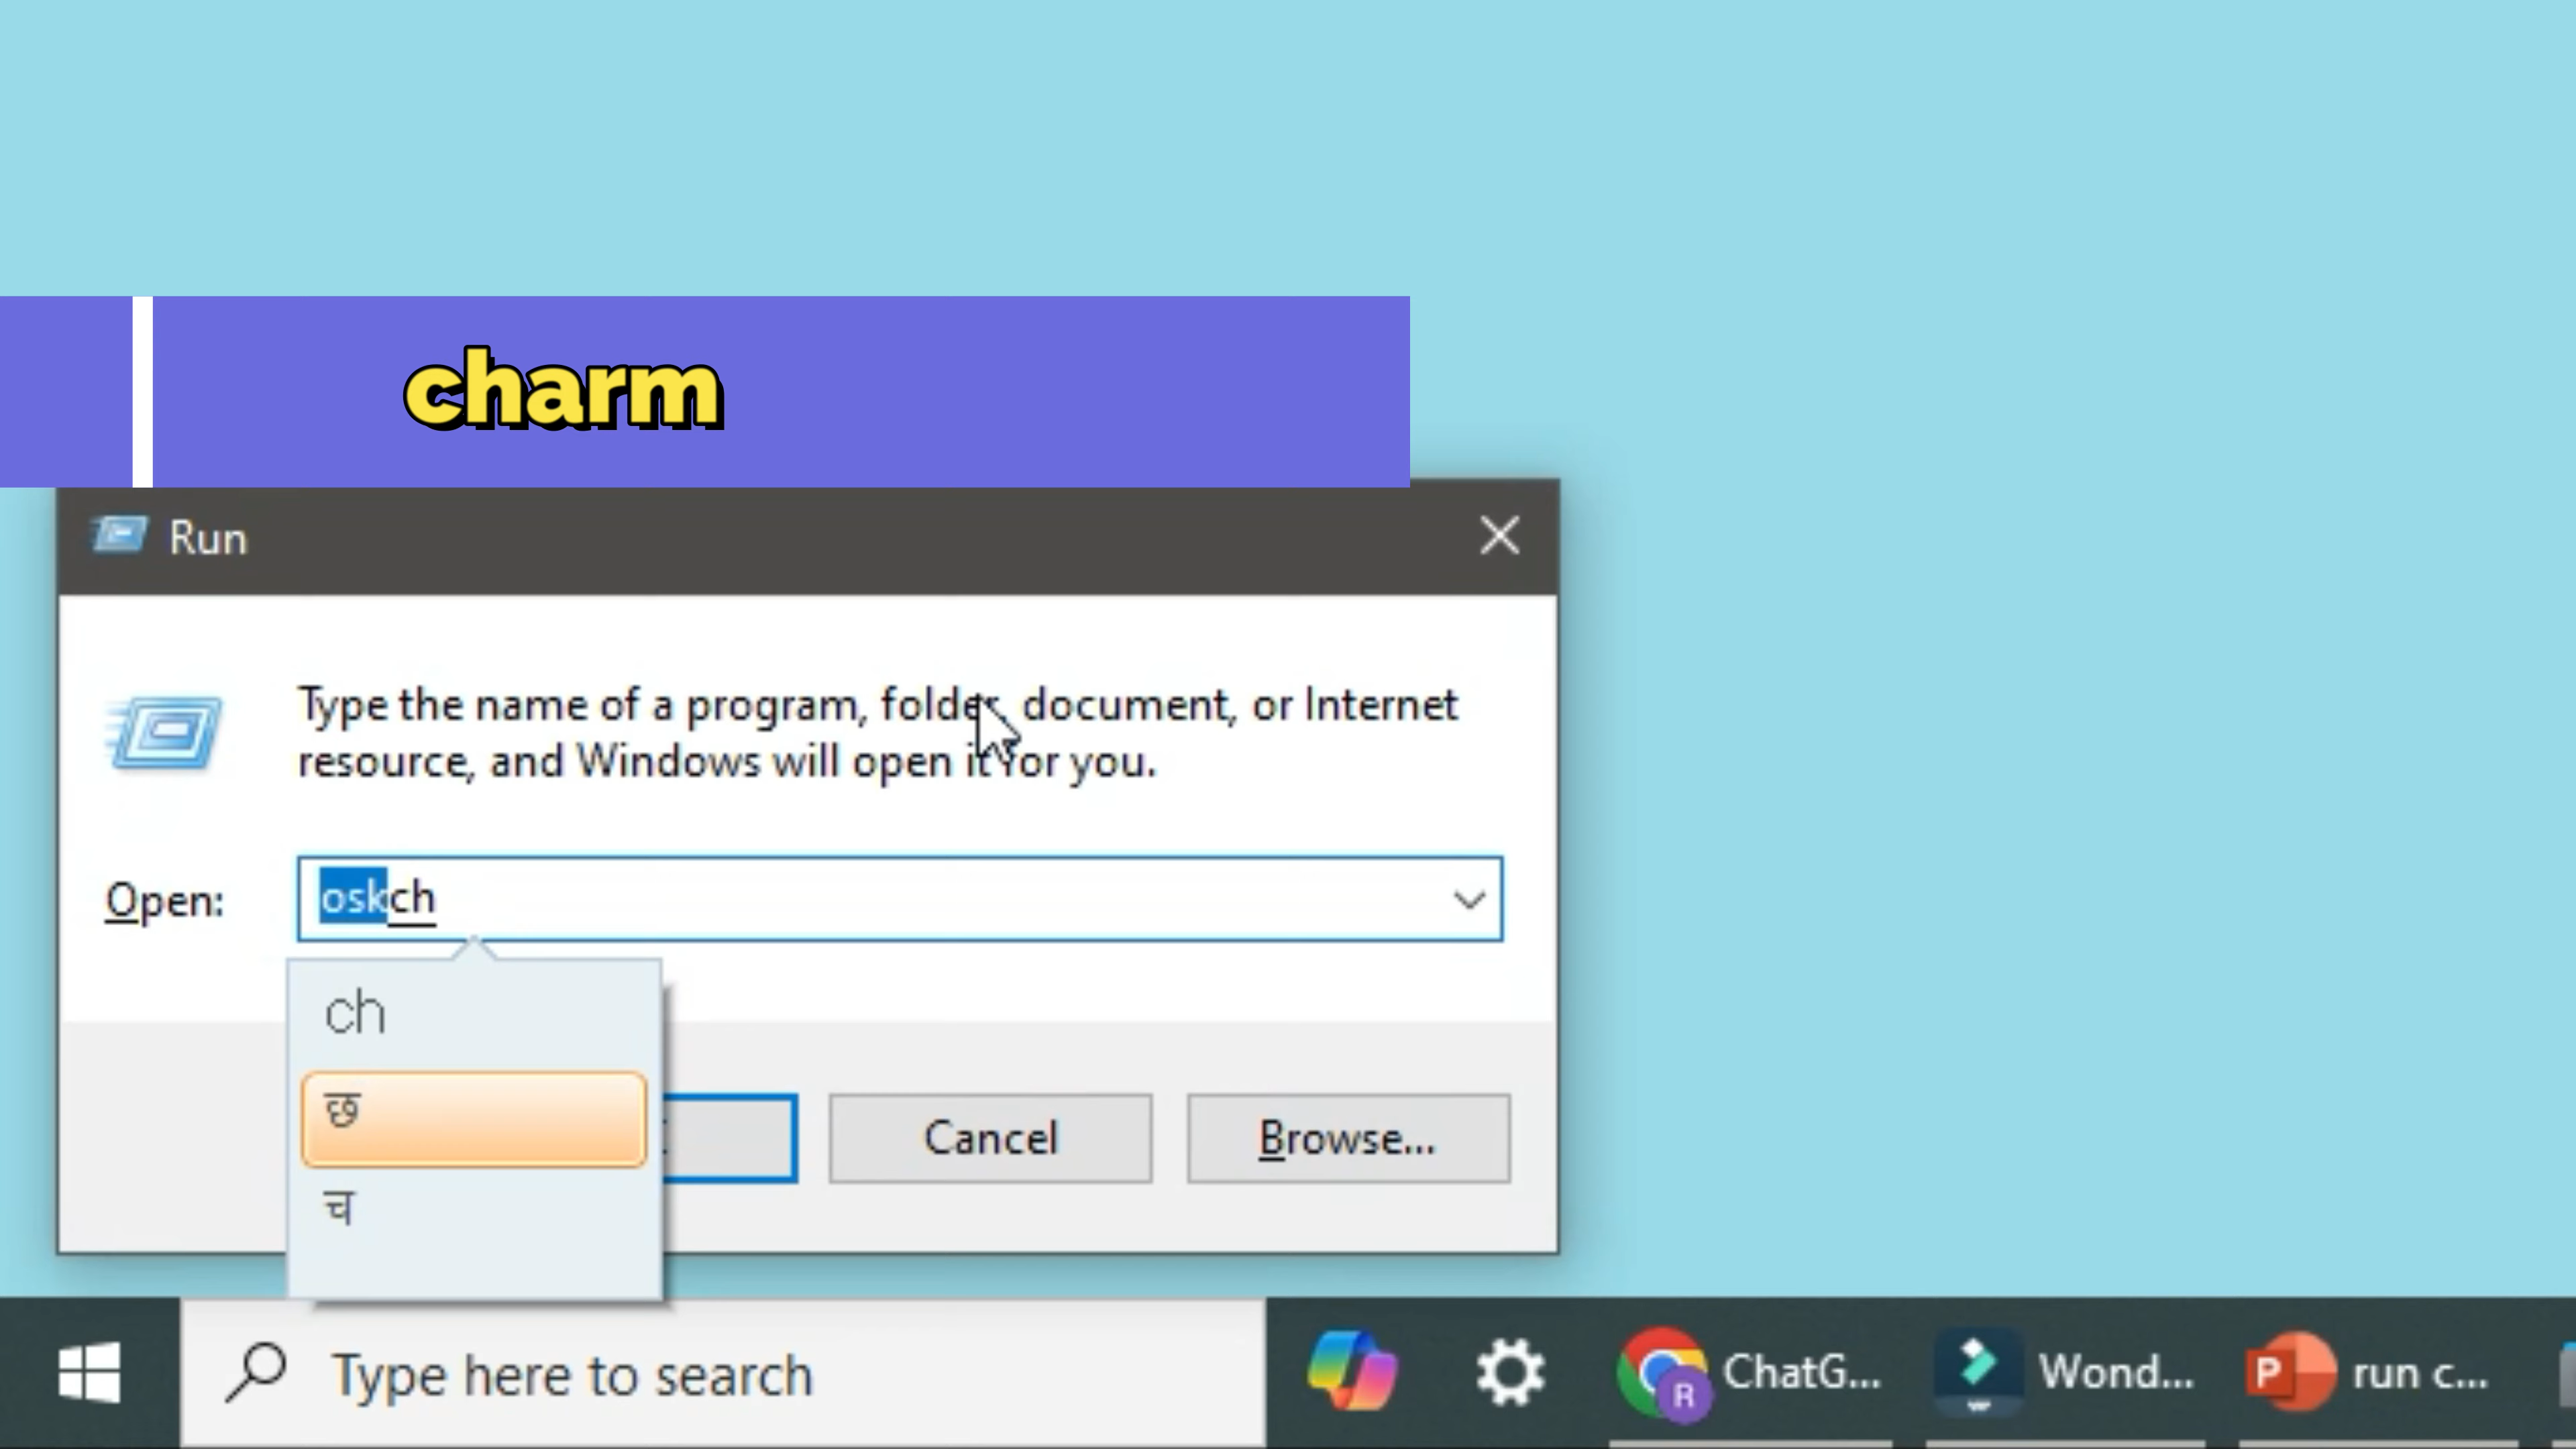 charm
Run
Type the name of a program, folder, document, or Internet
resource, and Windows will open it for you.
Open:
oskch
ch
छ
च
Cancel
Browse...
Type here to search
ChatG...
Wond...
run c...